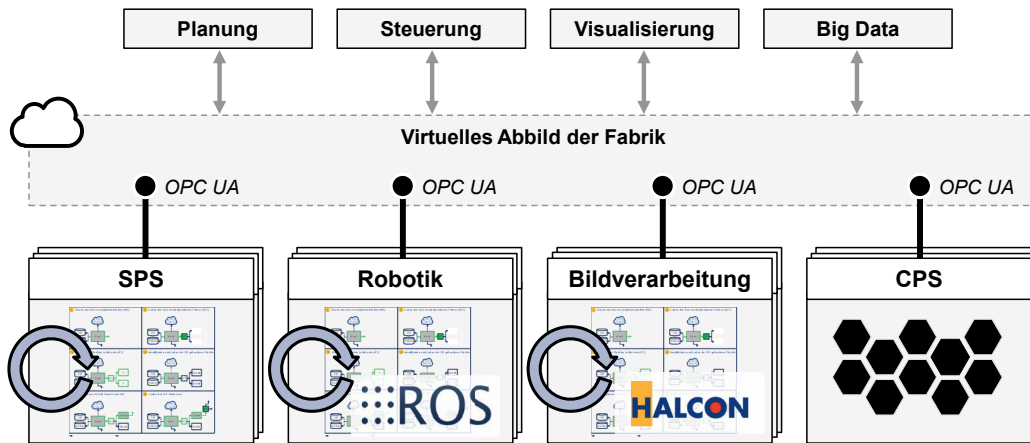 Planung
Steuerung
Visualisierung
Big Data
Virtuelles Abbild der Fabrik
OPC UA
OPC UA
OPC UA
OPC UA
SPS
Robotik
Bildverarbeitung
CPS
ROS
HALCON